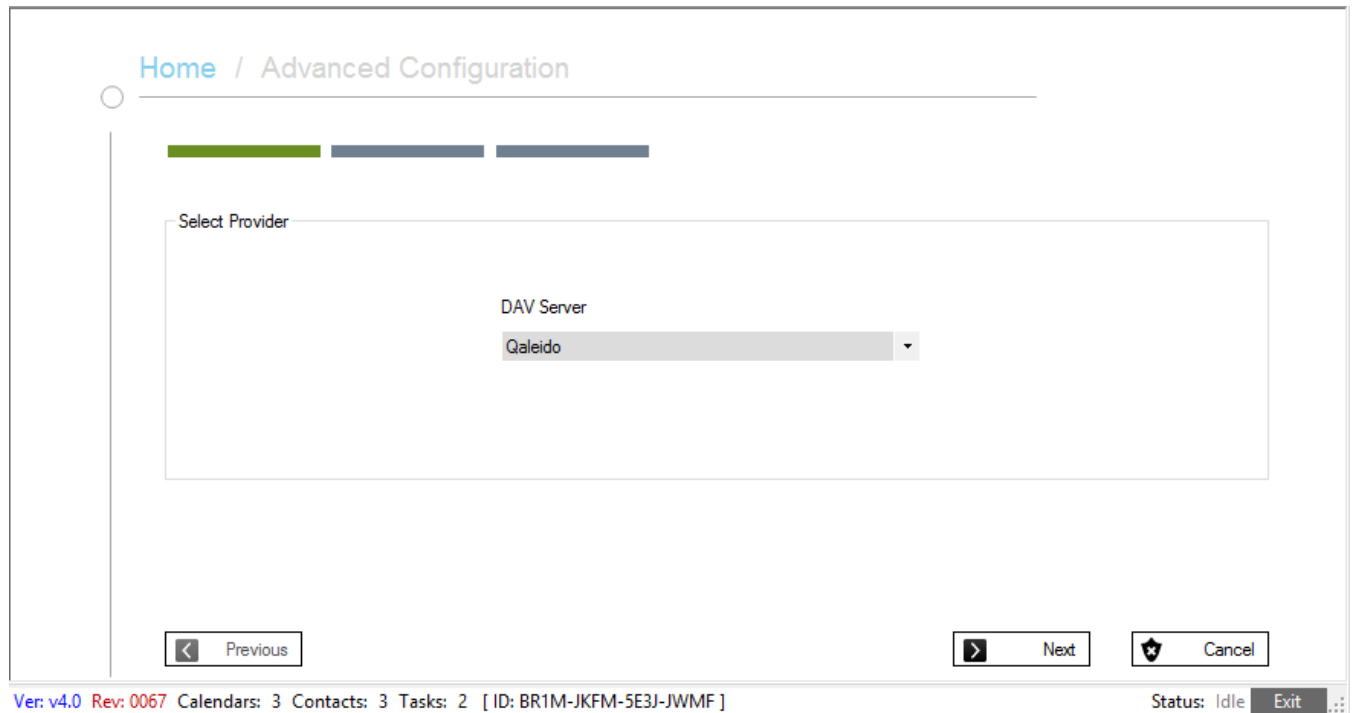 Home / Advanced Configuration
Select Provider
DAV Server
Qaleido
Previous
Next
Cancel
Ver: v4.0 Rev: 0067 Calendars: 3 Contacts: 3 Tasks: 2 [ ID: BR1M-JKFM-5E3J-JWMF ] Status: Idle Exit